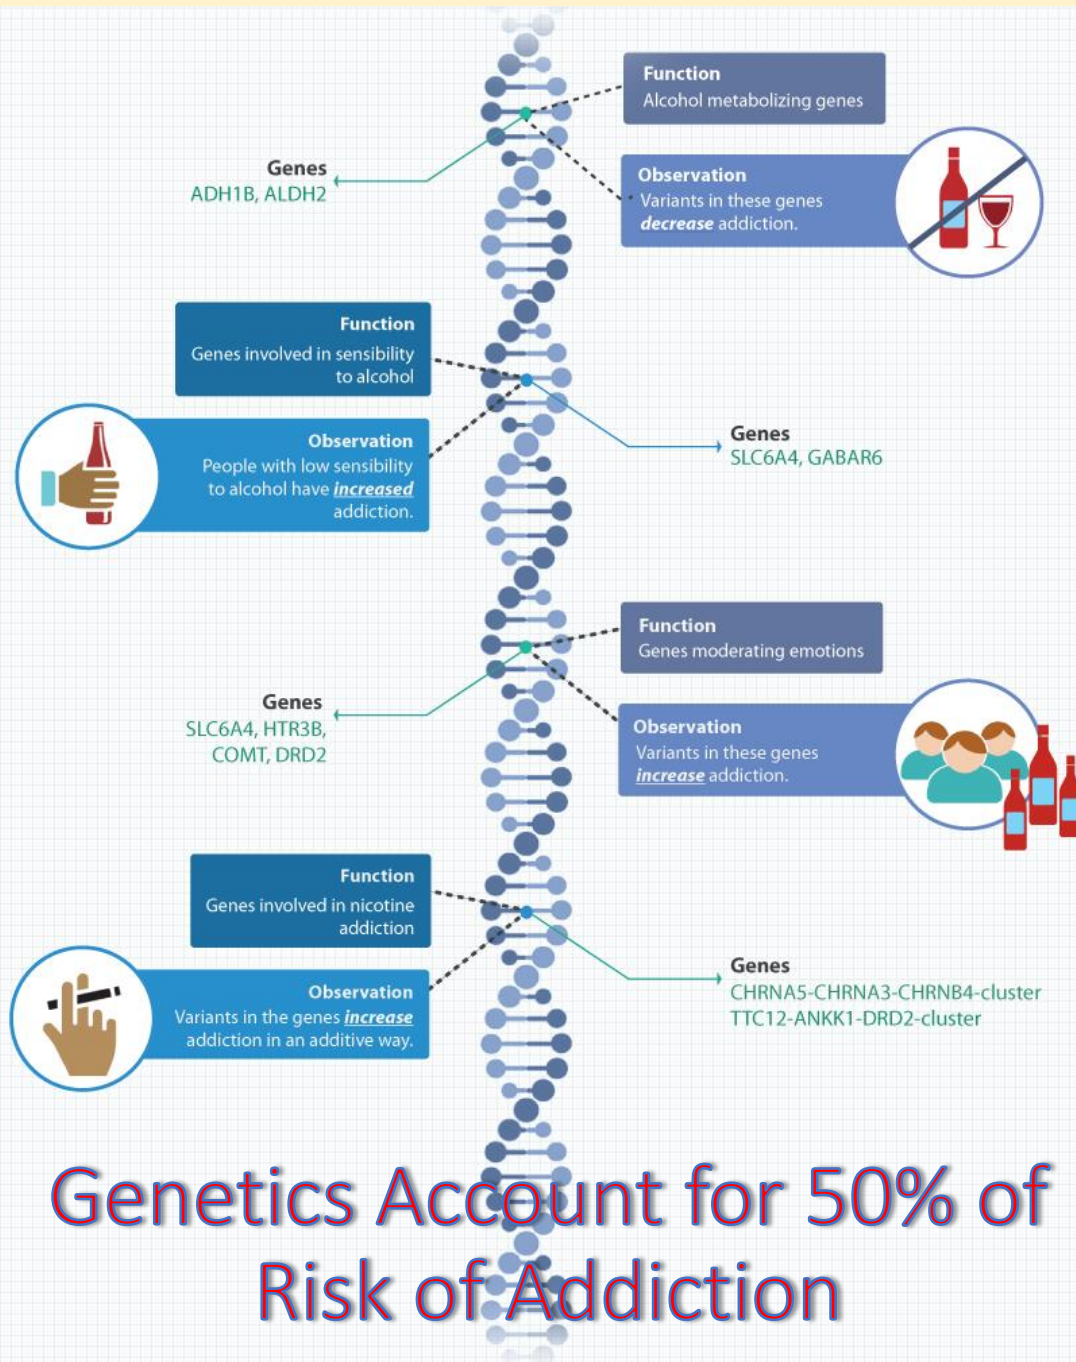 Function
Alcohol metabolizing genes
Genes
ADH1B, ALDH2
Observation
Variants in these genes
decrease addiction.
Function
Genes involved in sensibility
to alcohol
Observation
People with low sensibility
to alcohol have increased
addiction.
Genes
SLC6A4, GABAR6
Function
Genes moderating emotions
Genes
SLC6A4, HTR3B,
COMT, DRD2
Observation
Variants in these genes
increase addiction.
Function
Genes involved in nicotine
addiction
Observation
Variants in the genes increase
addiction in an additive way.
Genes
CHRNA5-CHRNA3-CHRNB4-cluster
TTC12-ANKK1-DRD2-cluster
Genetics Account for 50% of
Risk of Addiction